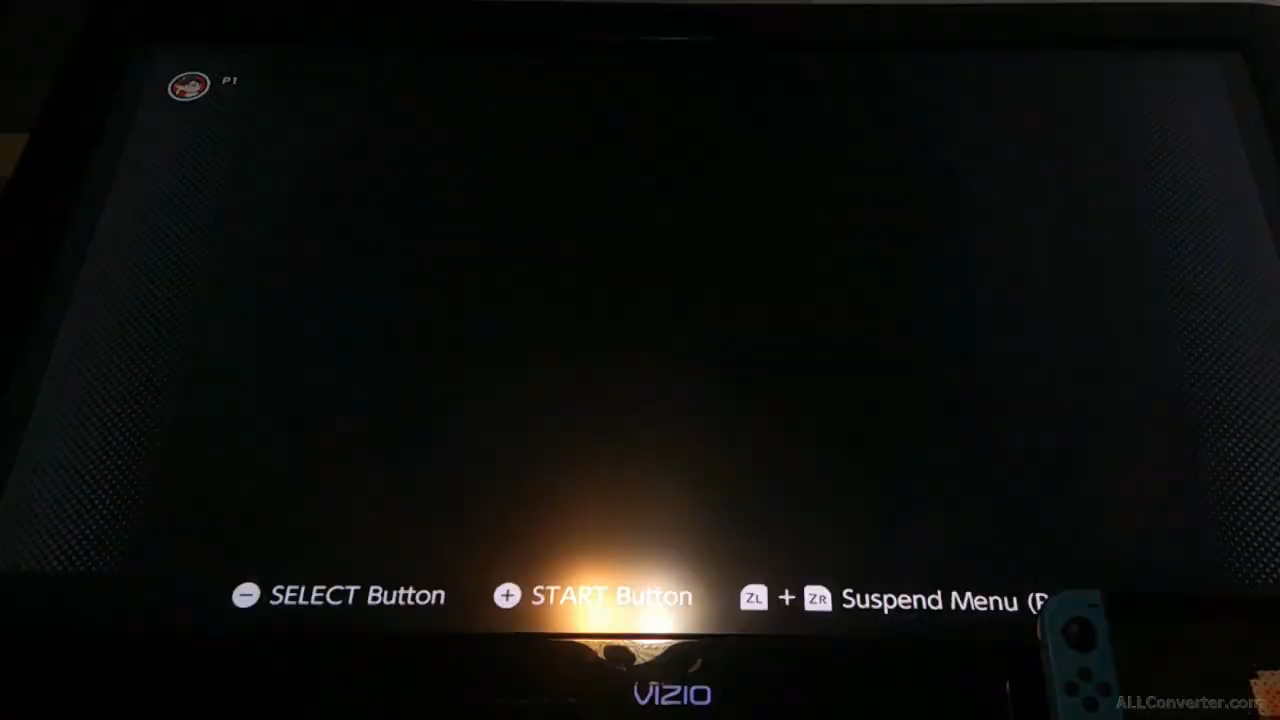 P1
− SELECT Button + START Button ZL + ZR Suspend Menu (
VIZIO
ALLConverter.com